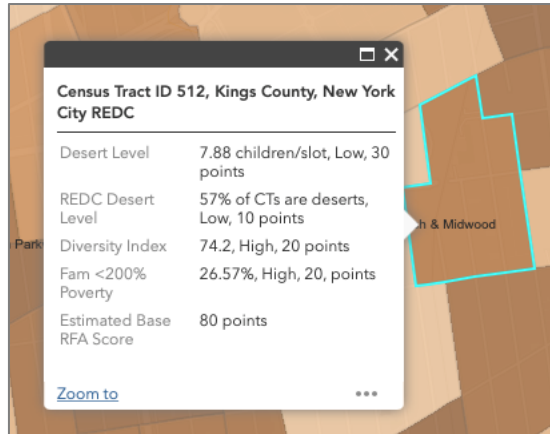 Census Tract ID 512, Kings County, New York
City REDC
Desert Level 7.88 children/slot, Low, 30
points
REDC Desert 57% of CTs are deserts,
Level Low, 10 points
Diversity Index 74.2, High, 20 points
Fam <200% 26.57%, High, 20, points
Poverty
Estimated Base 80 points
RFA Score
Zoom to
Park
h & Midwood